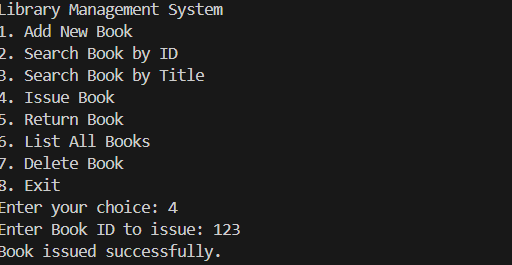 Library Management System
1. Add New Book
2. Search Book by ID
3. Search Book by Title
4. Issue Book
5. Return Book
6. List All Books
7. Delete Book
8. Exit
Enter your choice: 4
Enter Book ID to issue: 123
Book issued successfully.